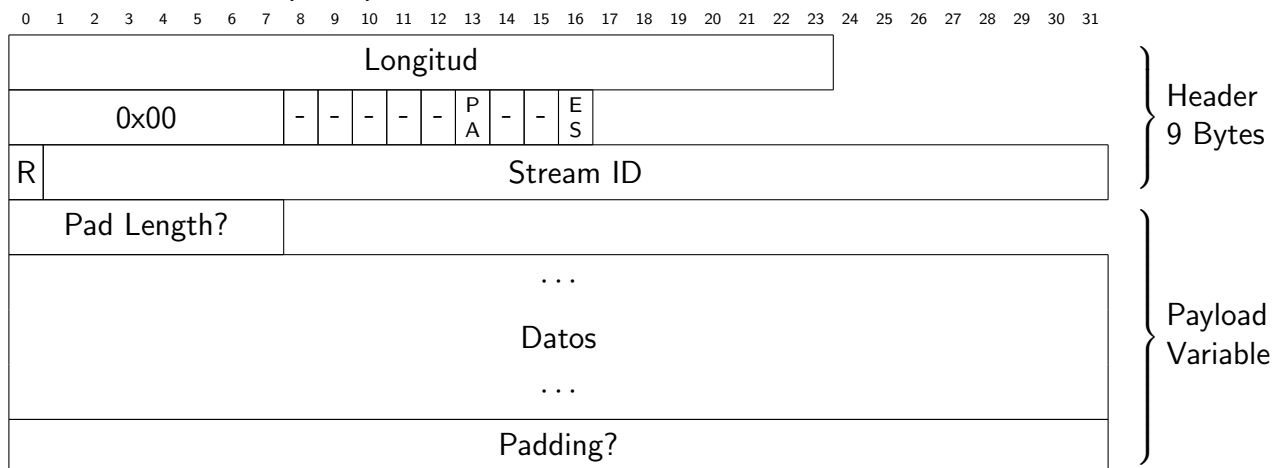 0 1 2 3 4 5 6 7 8 9 10 11 12 13 14 15 16 17 18 19 20 21 22 23 24 25 26 27 28 29 30 31
Longitud
0x00 - - - - - P A - - E S
R Stream ID
Header
9 Bytes
Pad Length?
. . .
Datos
. . .
Payload
Variable
Padding?